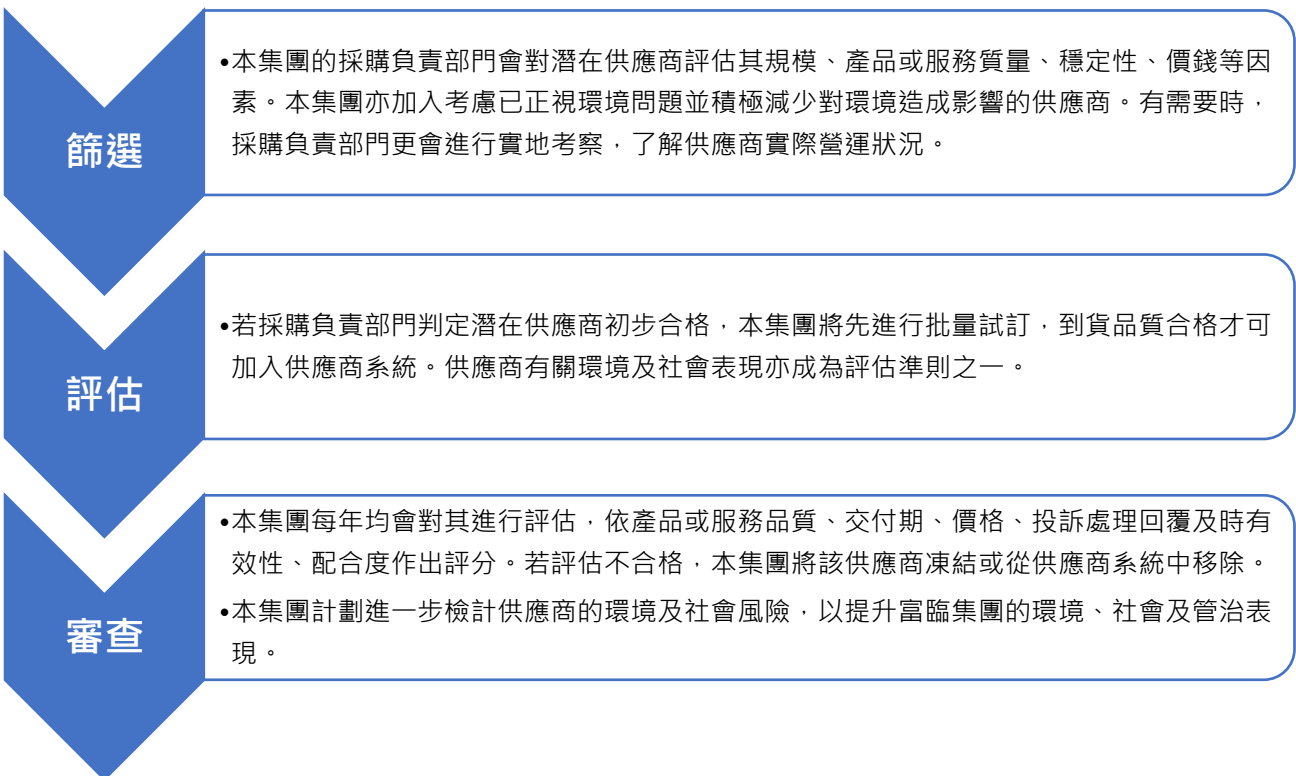 篩選
•本集團的採購負責部門會對潛在供應商評估其規模、產品或服務質量、穩定性、價錢等因
素。本集團亦加入考慮已正視環境問題並積極減少對環境造成影響的供應商。有需要時，
採購負責部門更會進行實地考察，了解供應商實際營運狀況。
評估
•若採購負責部門判定潛在供應商初步合格，本集團將先進行批量試訂，到貨品質合格才可
加入供應商系統。供應商有關環境及社會表現亦成為評估準則之一。
審查
•本集團每年均會對其進行評估，依產品或服務品質、交付期、價格、投訴處理回覆及時有
效性、配合度作出評分。若評估不合格，本集團將該供應商凍結或從供應商系統中移除。
•本集團計劃進一步檢計供應商的環境及社會風險，以提升富臨集團的環境、社會及管治表
現。